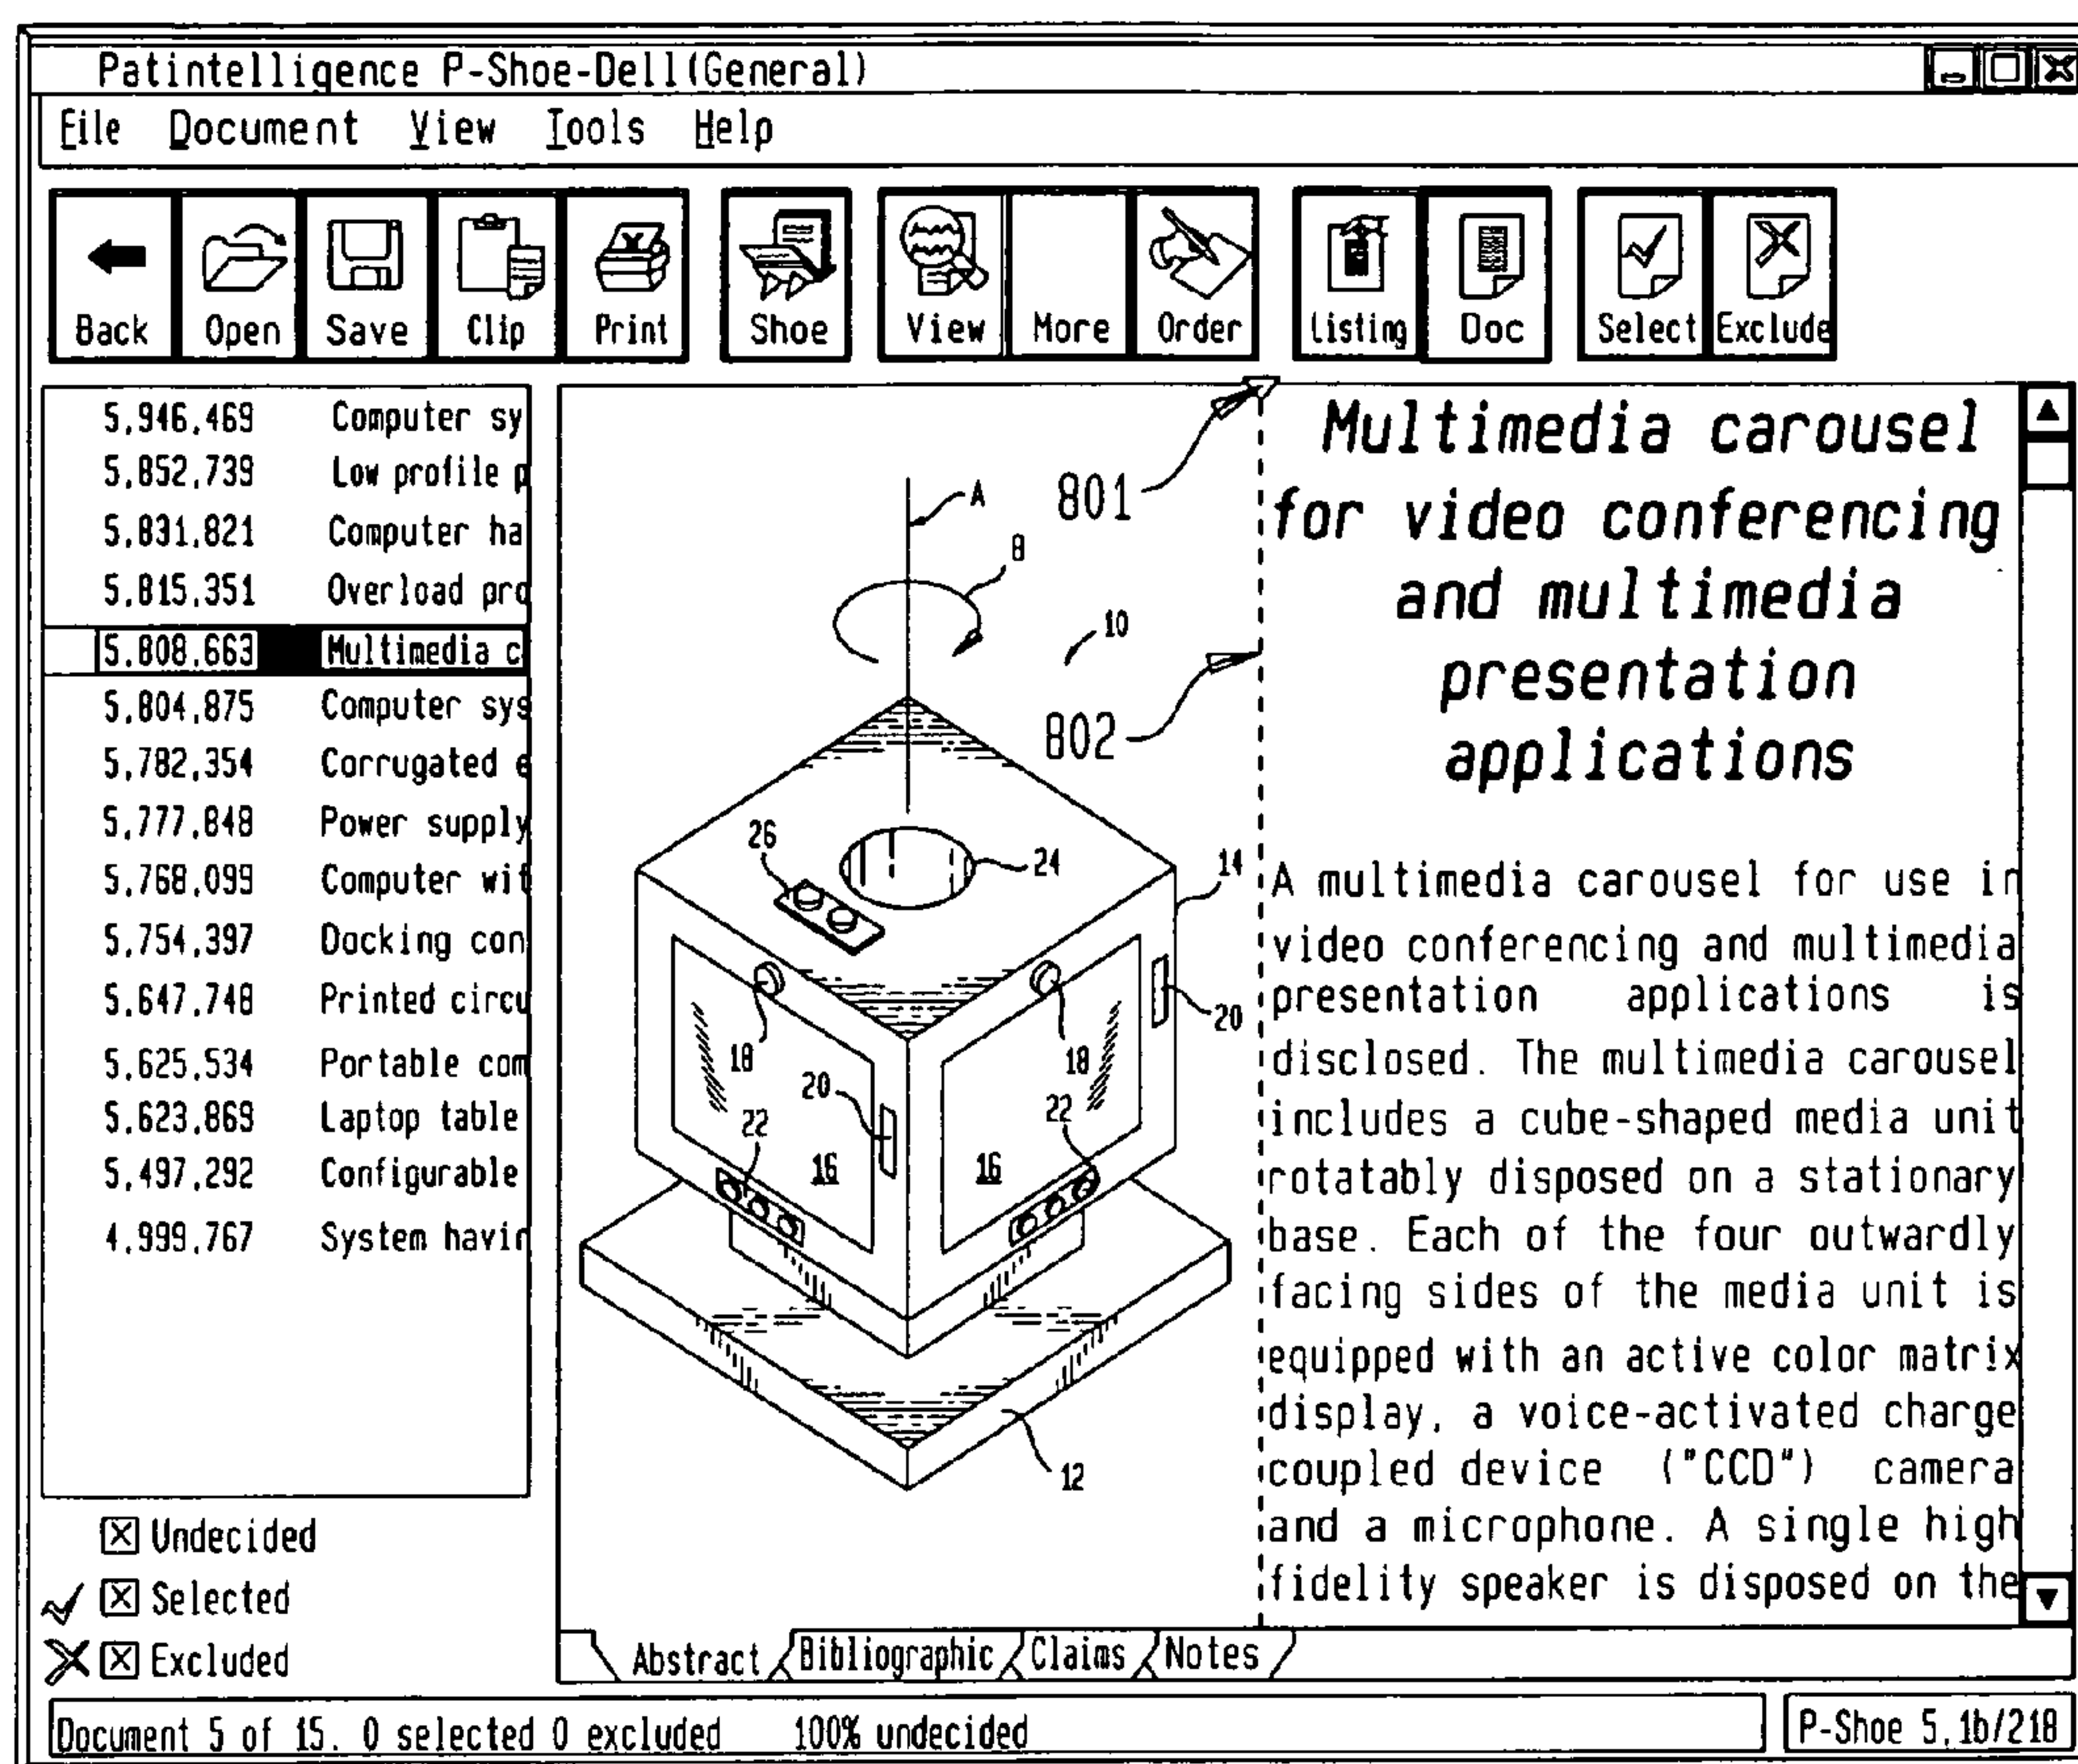 Patintelligence P-Shoe-Dell(General)
File Document View Tools Help
Back Open Save Clip Print Shoe View More Order Listing Doc Select Exclude
5,946,469 Computer sy
5,852,739 Low profile p
5,831,821 Computer ha
5,815,351 Overload pro
5,808,663 Multimedia c
5,804,875 Computer sys
5,782,354 Corrugated e
5,777,848 Power supply
5,768,099 Computer wit
5,754,397 Docking con
5,647,748 Printed circu
5,625,534 Portable com
5,623,869 Laptop table
5,497,292 Configurable
4,999,767 System havin
Undecided
Selected
Excluded
A
B
10
801
802
26
24
14
18
18
20
20
22
22
16
16
12
Multimedia carousel
for video conferencing
and multimedia
presentation
applications
A multimedia carousel for use in
video conferencing and multimedia
presentation applications is
disclosed. The multimedia carousel
includes a cube-shaped media unit
rotatably disposed on a stationary
base. Each of the four outwardly
facing sides of the media unit is
equipped with an active color matrix
display, a voice-activated charge
coupled device ("CCD") camera
and a microphone. A single high
fidelity speaker is disposed on the
Abstract Bibliographic Claims Notes
Document 5 of 15. 0 selected 0 excluded 100% undecided
P-Shoe 5.1b/218